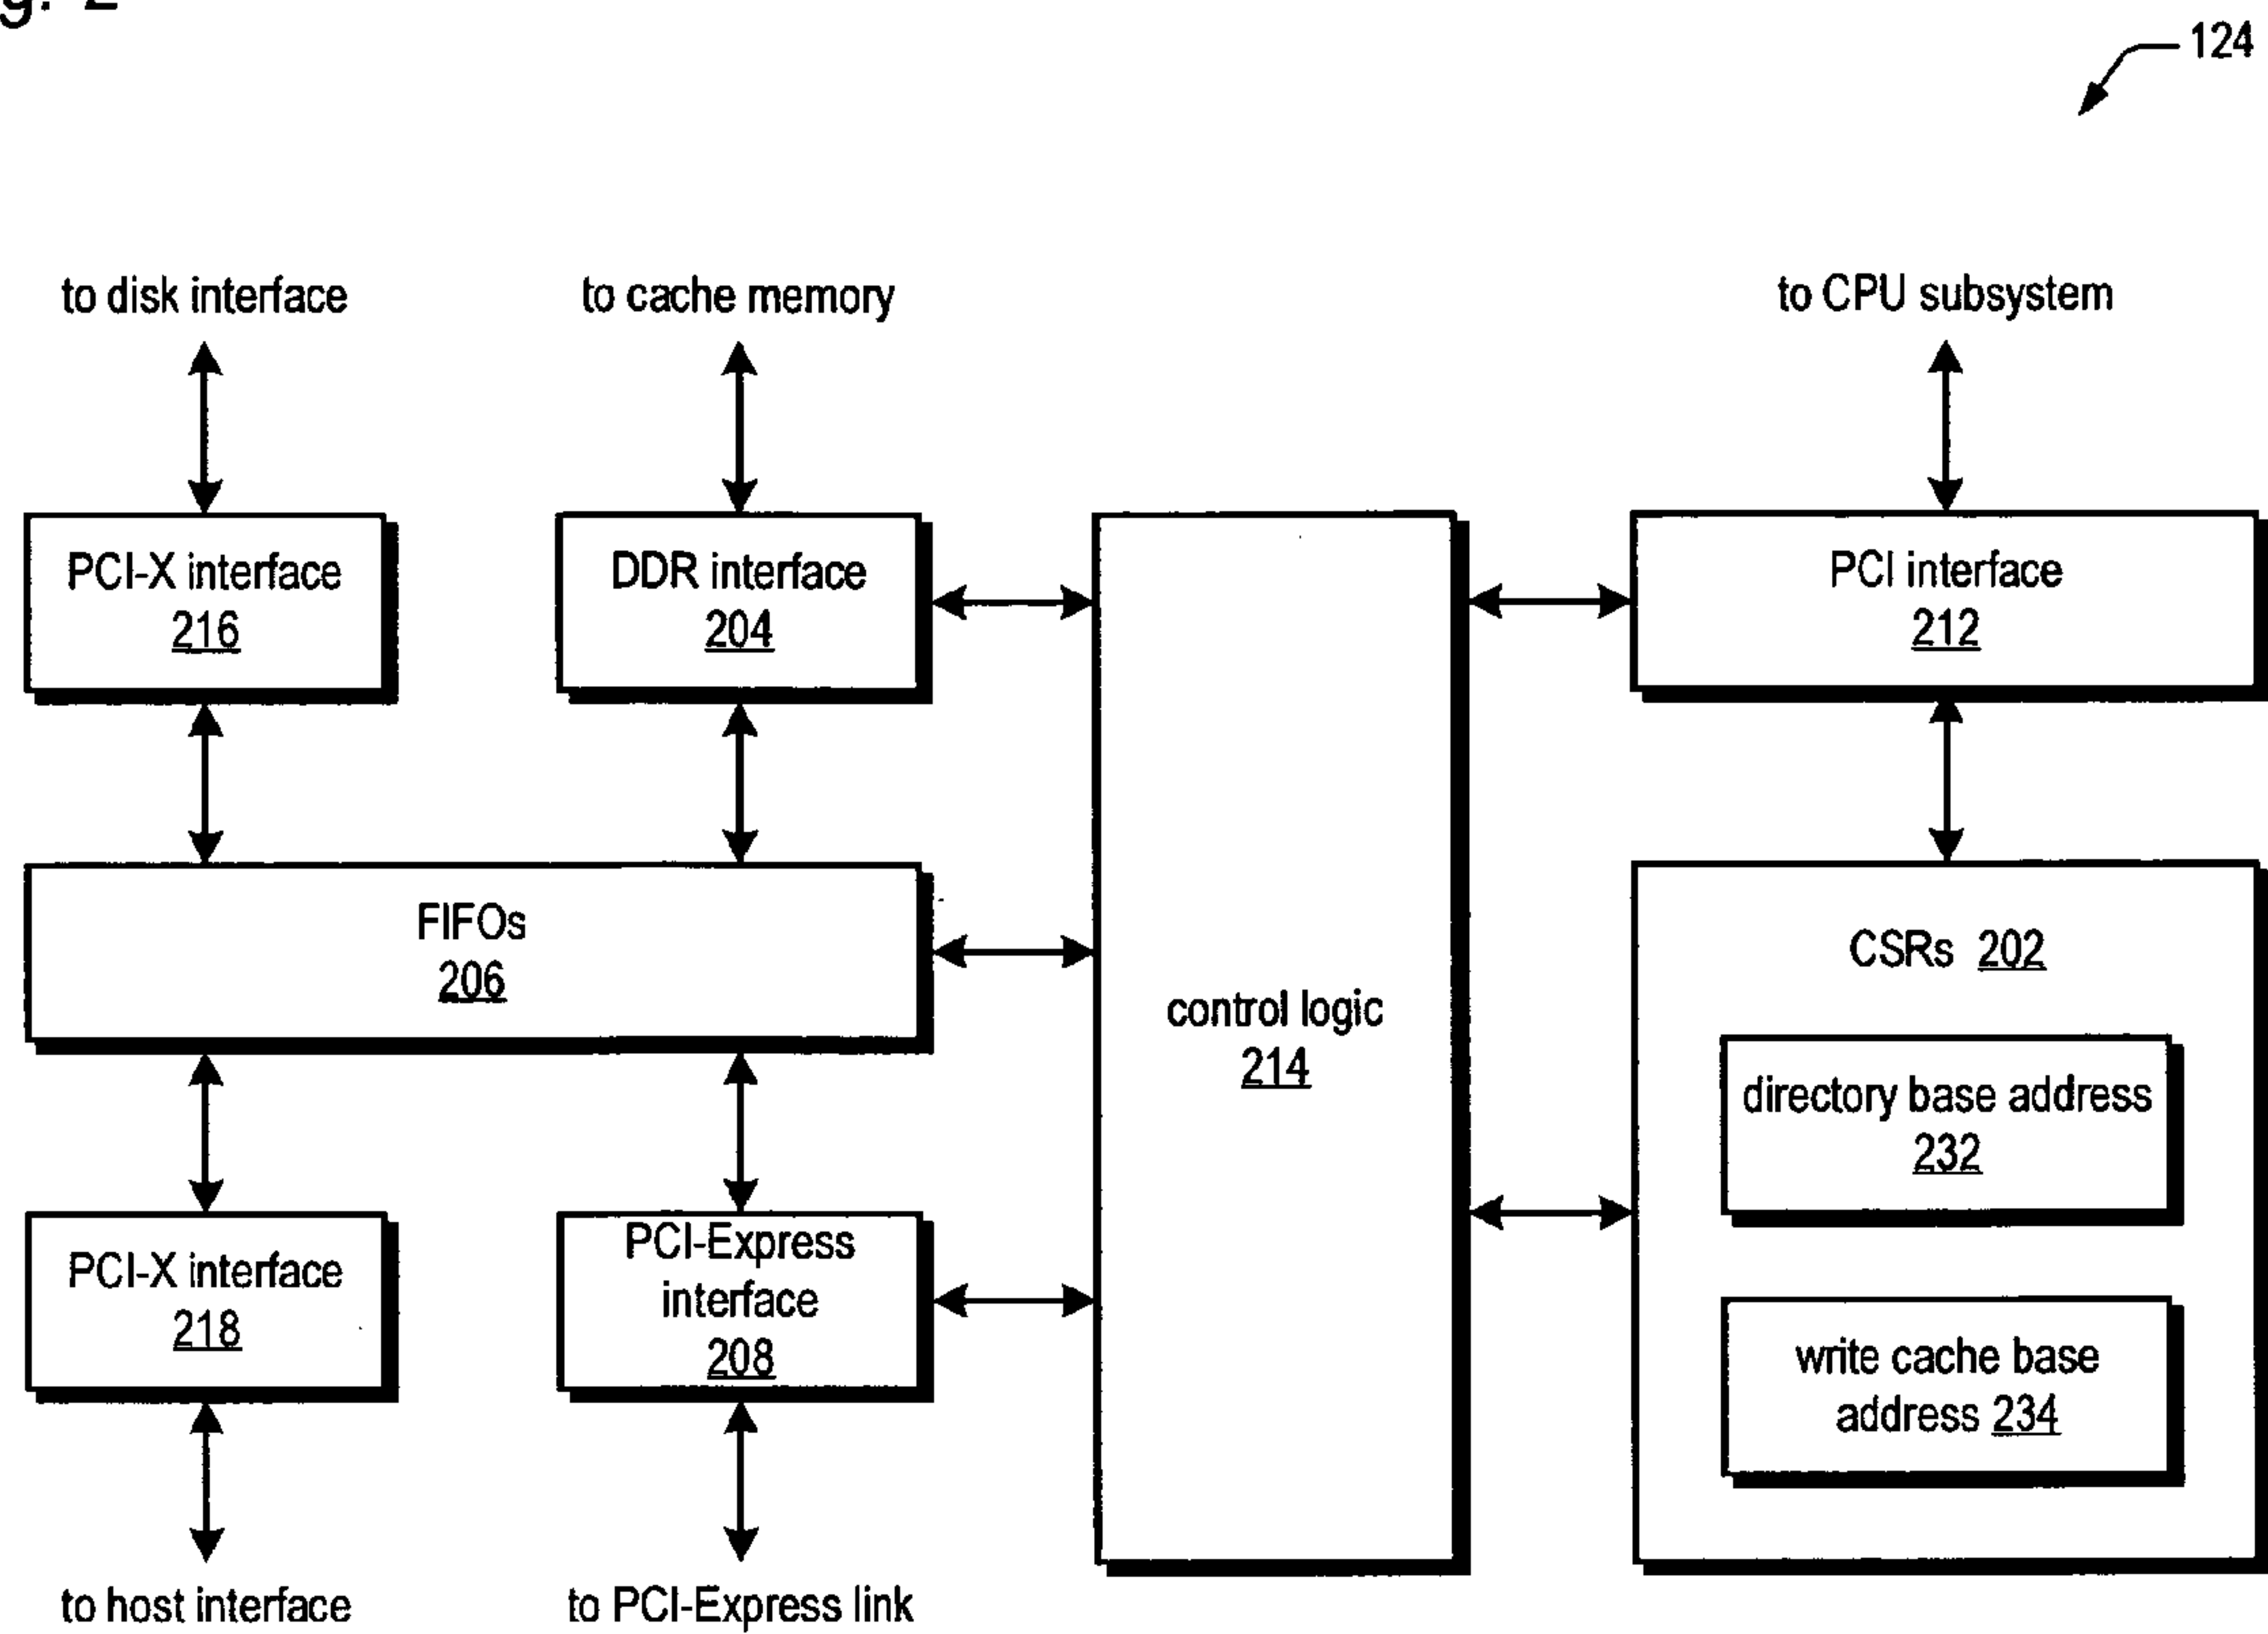 g. 2
124
to disk interface
to cache memory
to CPU subsystem
PCI-X interface
216
DDR interface
204
PCI interface
212
FIFOs
206
control logic
214
CSRs 202
directory base address
232
PCI-X interface
218
PCI-Express
interface
208
write cache base
address 234
to host interface
to PCI-Express link